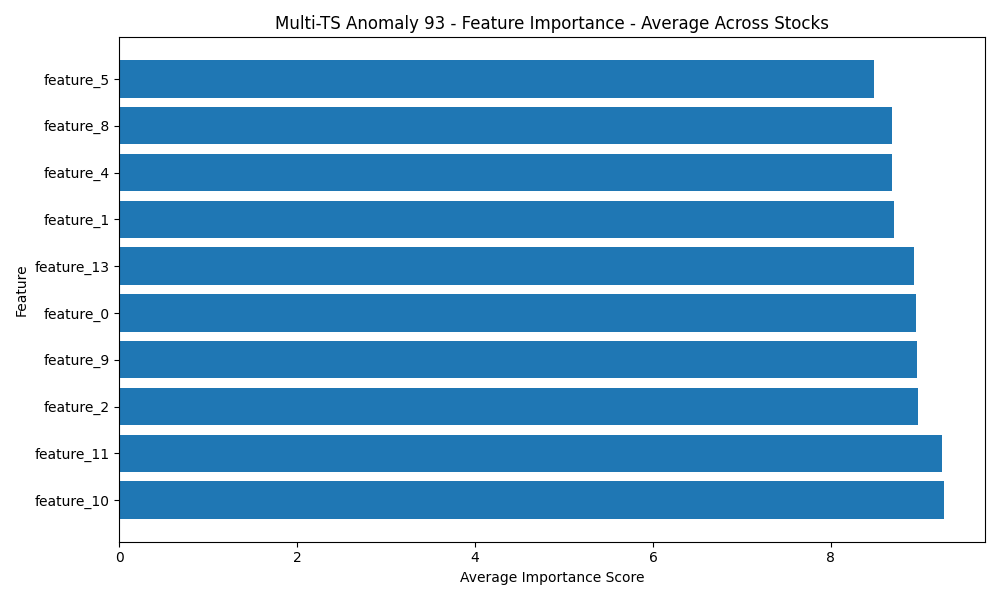 Multi-TS Anomaly 93 - Feature Importance - Average Across Stocks
feature_5
feature_8
feature_4
feature_1
feature_13
feature_0
feature_9
feature_2
feature_11
feature_10
Feature
0 2 4 6 8
Average Importance Score